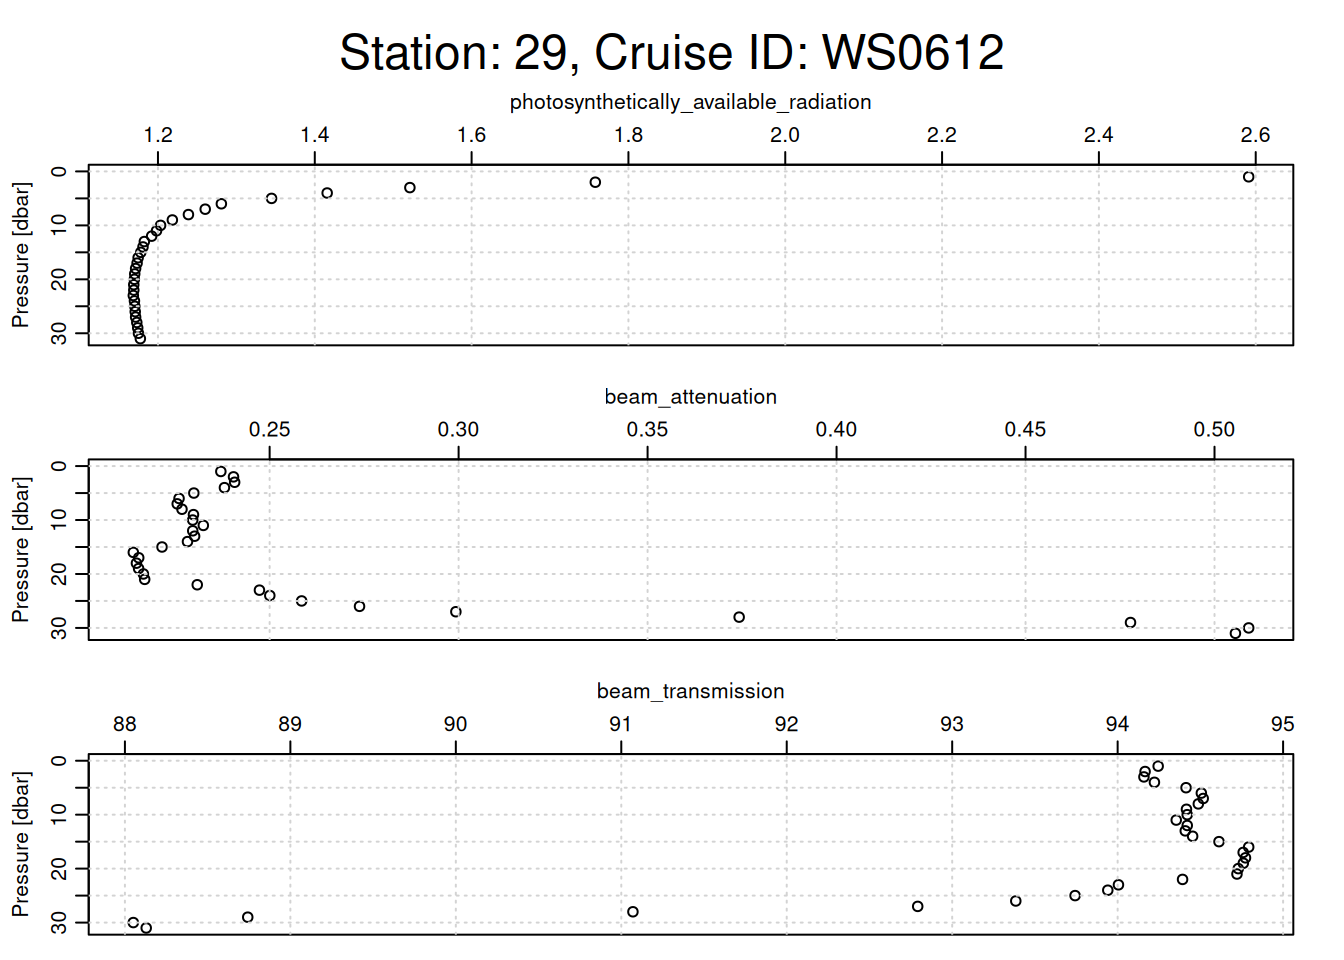 Station: 29, Cruise ID: WS0612
photosynthetically_available_radiation
1.2 1.4 1.6 1.8 2.0 2.2 2.4 2.6
0
10
20
30
Pressure [dbar]
beam_attenuation
0.25 0.30 0.35 0.40 0.45 0.50
0
10
20
30
Pressure [dbar]
beam_transmission
88 89 90 91 92 93 94 95
0
10
20
30
Pressure [dbar]